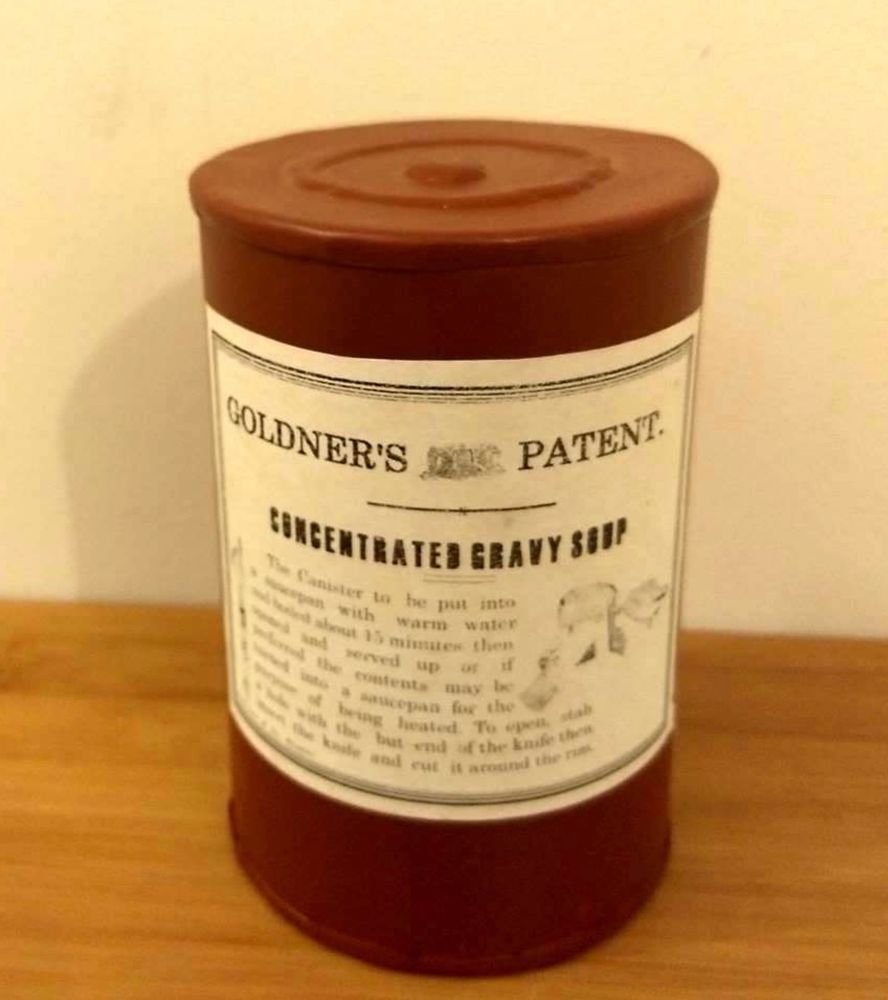 GOLDNER'S PATENT.
CONCENTRATED GRAVY SOUP
The Canister to be put into
a saucepan with warm water
and boiled about 15 minutes then
opened and served up or if
preferred the contents may be
turned into a saucepan for the
purpose of being heated. To open, stab
a hole with the but end of the knife then
insert the knife and cut it around the rim.